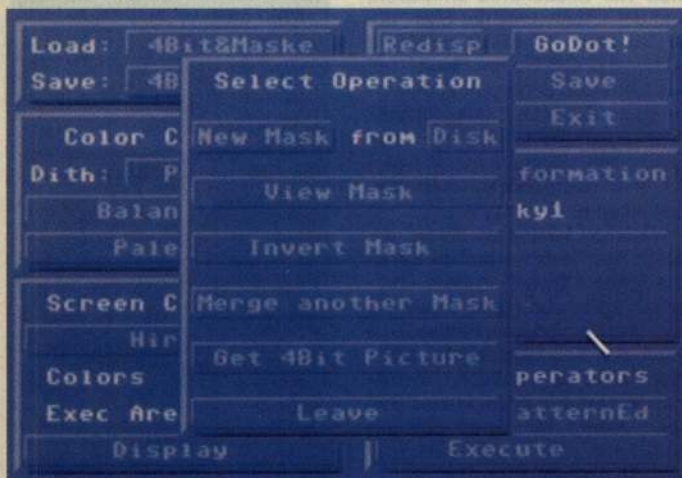 Load: 4Bit&Maske Redisp GoDot!
Save: 4B Save
Select Operation
Exit
Color C
New Mask from Disk
Dith: P
formation
View Mask
Balan
kyi
Pale
Invert Mask
Screen C
Merge another Mask
Hir
Get 4Bit Picture
Colors
perators
Exec Are
Leave
atternEd
Display
Execute